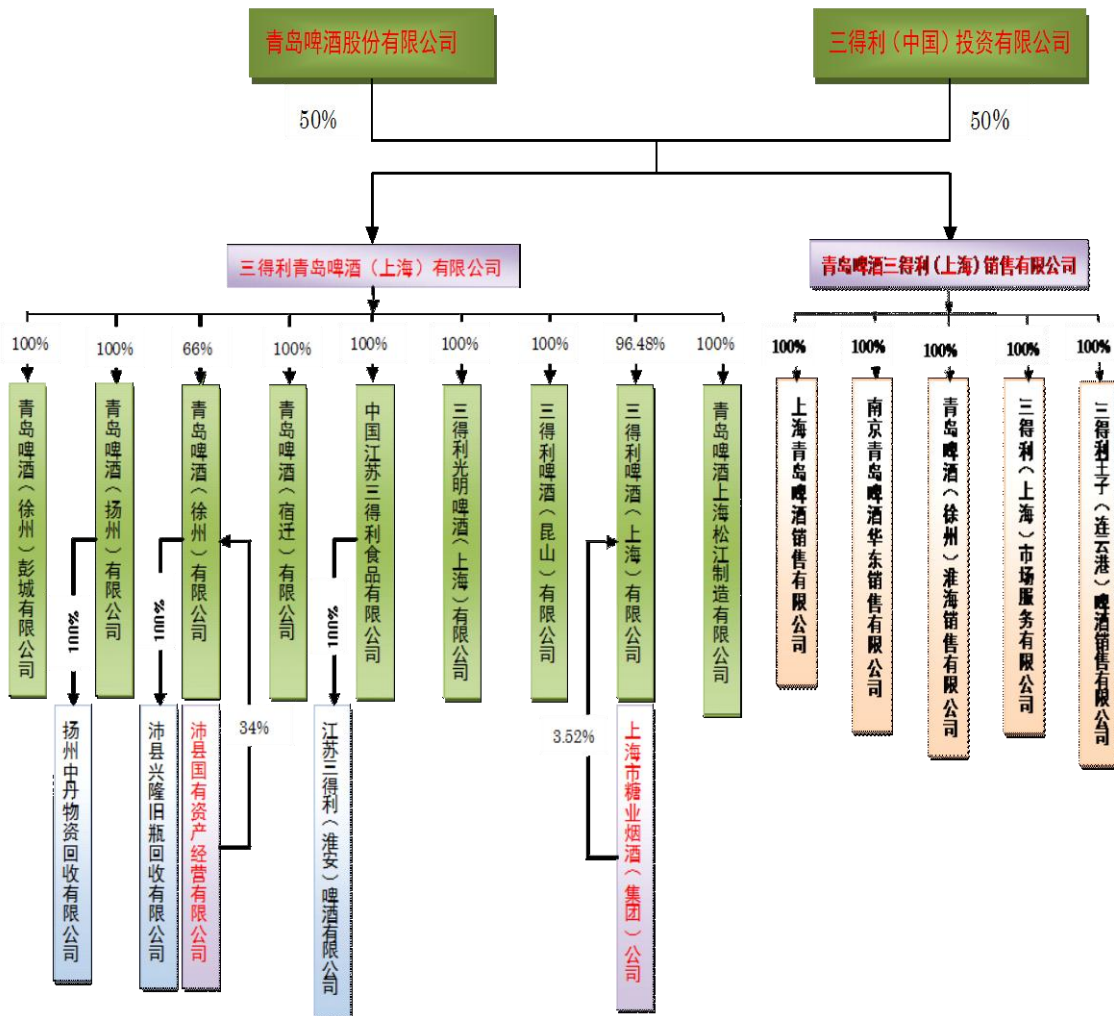 青岛啤酒股份有限公司
三得利（中国）投资有限公司
50%
50%
三得利青岛啤酒（上海）有限公司
青岛啤酒三得利（上海）销售有限公司
100%
100%
66%
100%
100%
100%
100%
96.48%
100%
100%
100%
100%
100%
100%
青岛啤酒（徐州）彭城有限公司
青岛啤酒（扬州）有限公司
青岛啤酒（徐州）有限公司
青岛啤酒（宿迁）有限公司
中国江苏三得利食品有限公司
三得利光明啤酒（上海）有限公司
三得利啤酒（昆山）有限公司
三得利啤酒（上海）有限公司
青岛啤酒上海松江制造有限公司
上海青岛啤酒销售有限公司
南京青岛啤酒华东销售有限公司
青岛啤酒（徐州）淮海销售有限公司
三得利（上海）市场服务有限公司
三得利王子（连云港）啤酒销售有限公司
100%
100%
100%
34%
3.52%
扬州中丹物资回收有限公司
沛县兴隆旧瓶回收有限公司
沛县国有资产经营有限公司
江苏三得利（淮安）啤酒有限公司
上海市糖业烟酒（集团）公司